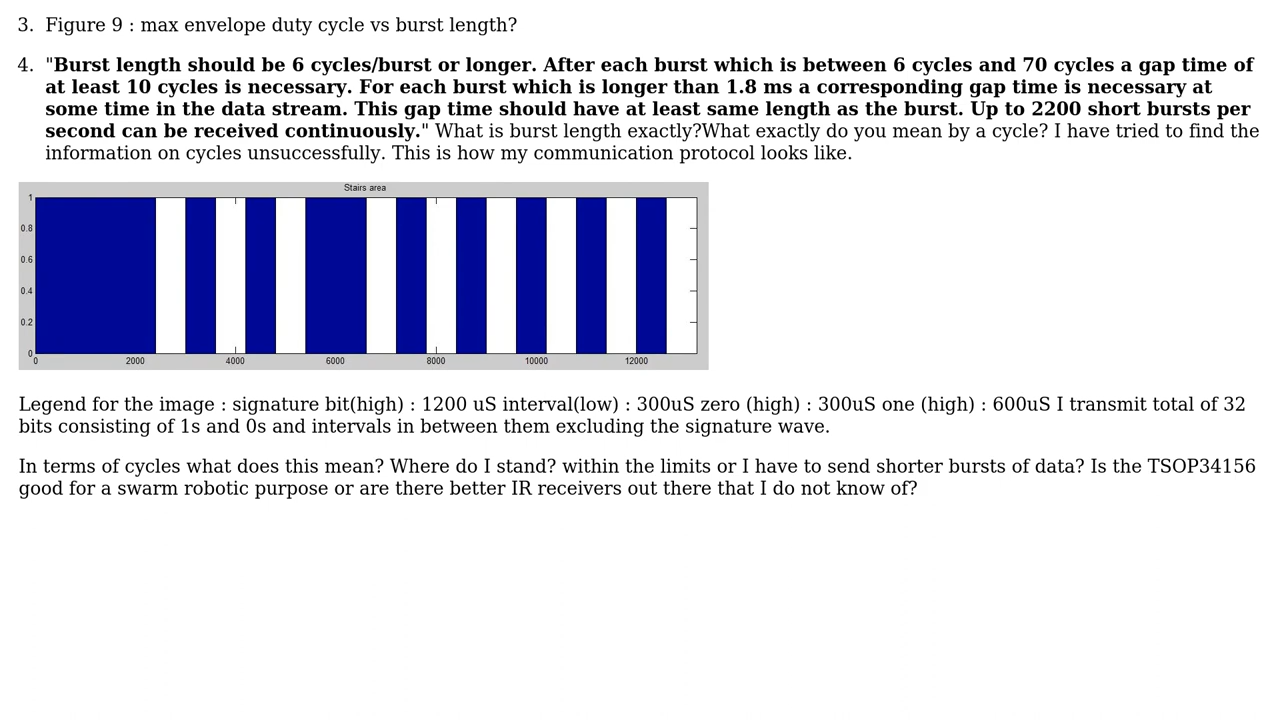 3. Figure 9 : max envelope duty cycle vs burst length?
4. "Burst length should be 6 cycles/burst or longer. After each burst which is between 6 cycles and 70 cycles a gap time of
at least 10 cycles is necessary. For each burst which is longer than 1.8 ms a corresponding gap time is necessary at
some time in the data stream. This gap time should have at least same length as the burst. Up to 2200 short bursts per
second can be received continuously." What is burst length exactly?What exactly do you mean by a cycle? I have tried to find the
information on cycles unsuccessfully. This is how my communication protocol looks like.
Stairs area
1
0.8
0.6
0.4
0.2
0
0 2000 4000 6000 8000 10000 12000
Legend for the image : signature bit(high) : 1200 uS interval(low) : 300uS zero (high) : 300uS one (high) : 600uS I transmit total of 32
bits consisting of 1s and 0s and intervals in between them excluding the signature wave.
In terms of cycles what does this mean? Where do I stand? within the limits or I have to send shorter bursts of data? Is the TSOP34156
good for a swarm robotic purpose or are there better IR receivers out there that I do not know of?